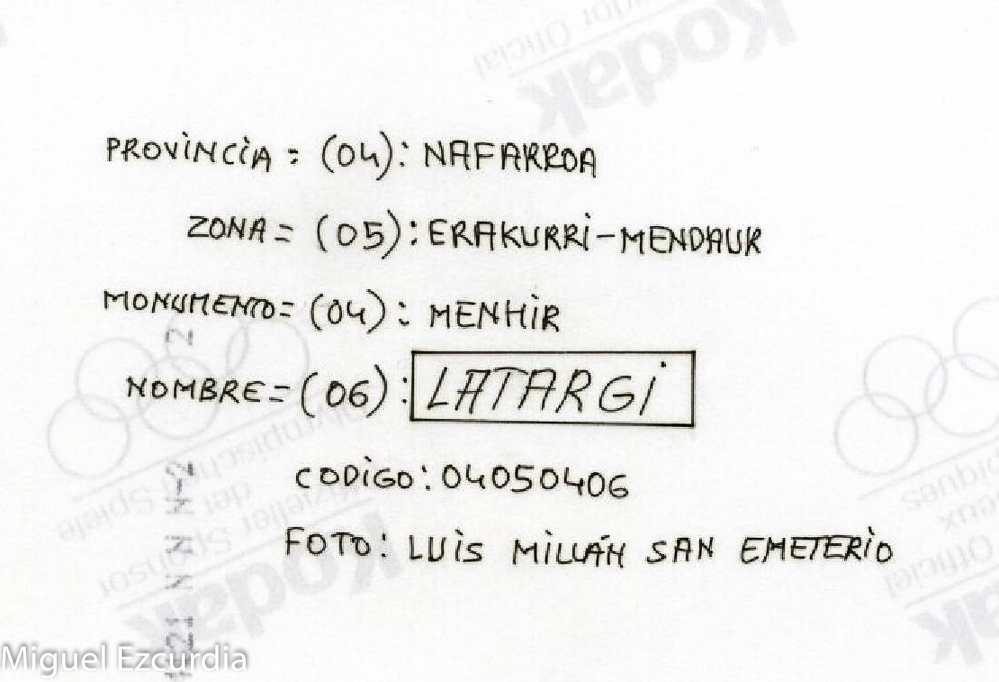 PROVINCIA = (04): NAFARROA
ZONA = (05): ERAKURRI-MENDAUR
MONUMENTO = (04): MENHIR
NOMBRE = (06): LATARGI
CODIGO: 04050406
FOTO: LUIS MILLÁN SAN EMETERIO
Kodak
Kodak
Miguel Ezcurdia